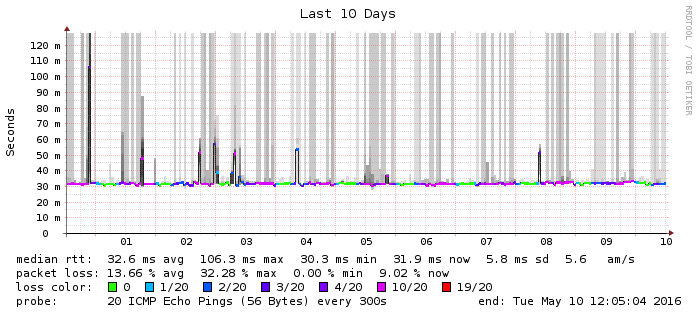 Last 10 Days
RRDTOOL / TOBI OETIKER
Seconds
120 m
110 m
100 m
90 m
80 m
70 m
60 m
50 m
40 m
30 m
20 m
10 m
0
01 02 03 04 05 06 07 08 09 10
median rtt: 32.6 ms avg 106.3 ms max 30.3 ms min 31.9 ms now 5.8 ms sd 5.6 am/s
packet loss: 13.66 % avg 32.28 % max 0.00 % min 9.02 % now
loss color: 0 1/20 2/20 3/20 4/20 10/20 19/20
probe: 20 ICMP Echo Pings (56 Bytes) every 300s end: Tue May 10 12:05:04 2016